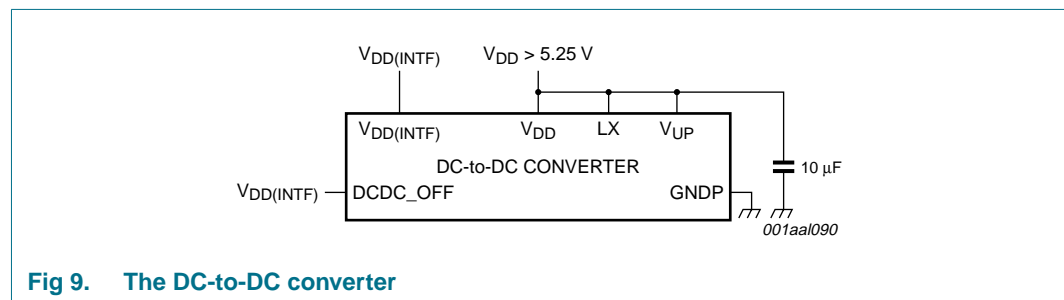 VDD(INTF) VDD > 5.25 V
VDD(INTF) VDD LX VUP
DC-to-DC CONVERTER
10 μF
VDD(INTF) DCDC_OFF GNDP
001aal090
Fig 9. The DC-to-DC converter